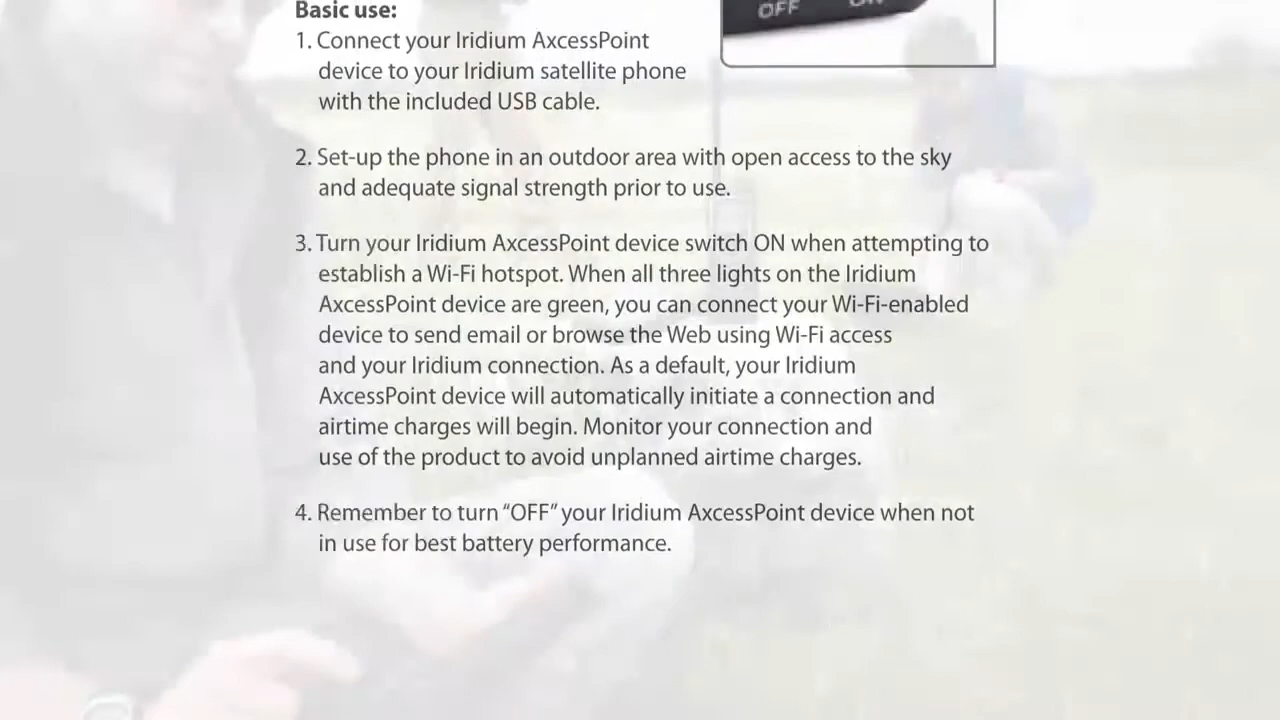 Basic use:
OFF ON
1. Connect your Iridium AxcessPoint
device to your Iridium satellite phone
with the included USB cable.
2. Set-up the phone in an outdoor area with open access to the sky
and adequate signal strength prior to use.
3. Turn your Iridium AxcessPoint device switch ON when attempting to
establish a Wi-Fi hotspot. When all three lights on the Iridium
AxcessPoint device are green, you can connect your Wi-Fi-enabled
device to send email or browse the Web using Wi-Fi access
and your Iridium connection. As a default, your Iridium
AxcessPoint device will automatically initiate a connection and
airtime charges will begin. Monitor your connection and
use of the product to avoid unplanned airtime charges.
4. Remember to turn “OFF” your Iridium AxcessPoint device when not
in use for best battery performance.